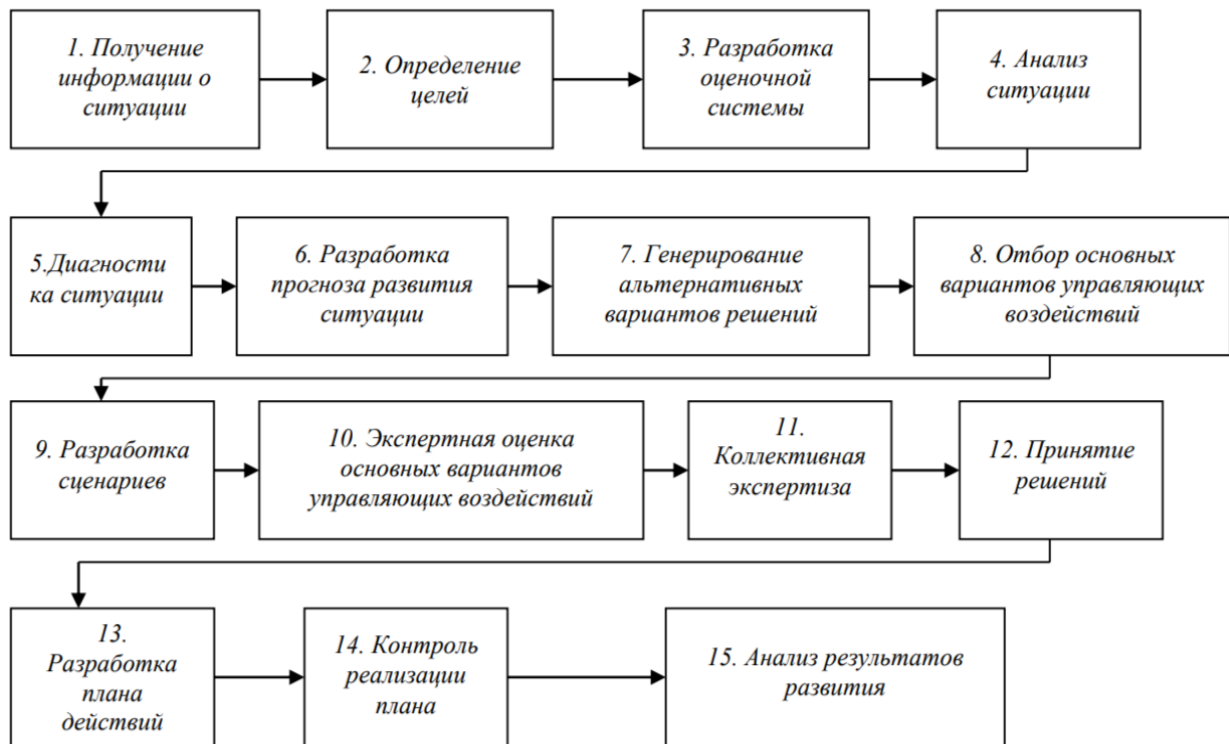 1. Получение
информации о
ситуации
2. Определение
целей
3. Разработка
оценочной
системы
4. Анализ
ситуации
5.Диагности
ка ситуации
6. Разработка
прогноза развития
ситуации
7. Генерирование
альтернативных
вариантов решений
8. Отбор основных
вариантов управляющих
воздействий
9. Разработка
сценариев
10. Экспертная оценка
основных вариантов
управляющих воздействий
11.
Коллективная
экспертиза
12. Принятие
решений
13.
Разработка
плана
действий
14. Контроль
реализации
плана
15. Анализ результатов
развития